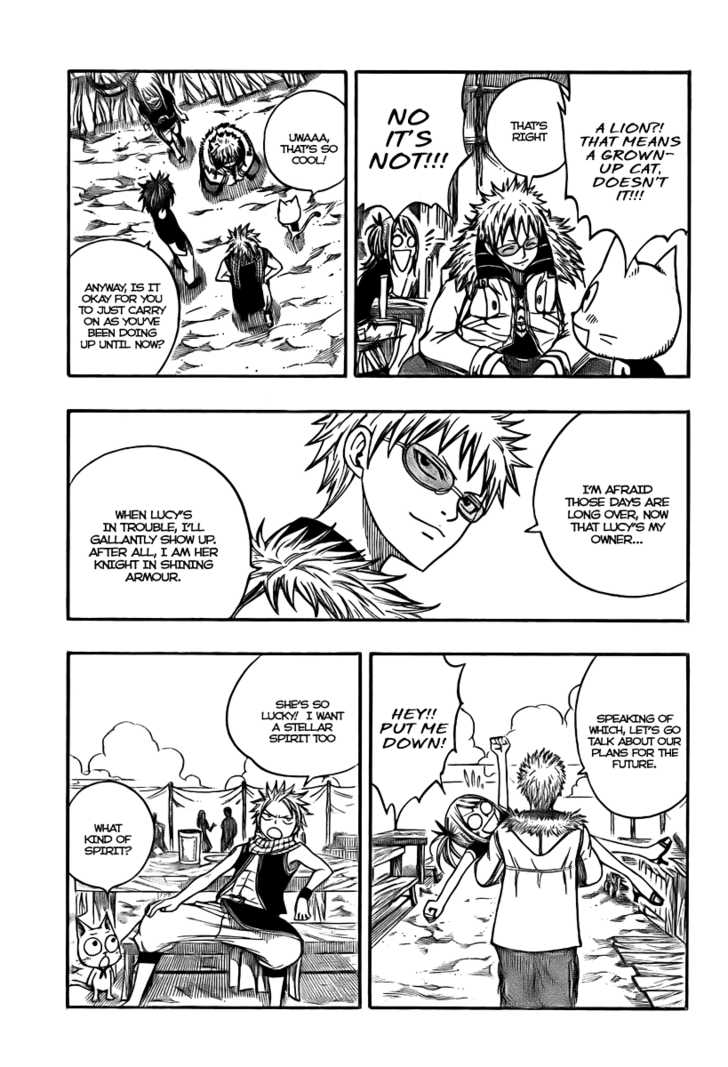 A LION?!
THAT MEANS
A GROWN-
UP CAT,
DOESN'T
IT!!!
THAT'S
RIGHT
NO
IT'S
NOT!!!
UWAAA,
THAT'S SO
COOL!
ANYWAY, IS IT
OKAY FOR YOU
TO JUST CARRY
ON AS YOU'VE
BEEN DOING
UP UNTIL NOW?
I'M AFRAID
THOSE DAYS ARE
LONG OVER, NOW
THAT LUCY'S MY
OWNER...
WHEN LUCY'S
IN TROUBLE, I'LL
GALLANTLY SHOW UP.
AFTER ALL, I AM HER
KNIGHT IN SHINING
ARMOUR.
SPEAKING OF
WHICH, LET'S GO
TALK ABOUT OUR
PLANS FOR THE
FUTURE.
HEY!!
PUT ME
DOWN!
SHE'S SO
LUCKY! I WANT
A STELLAR
SPIRIT TOO
WHAT
KIND OF
SPIRIT?